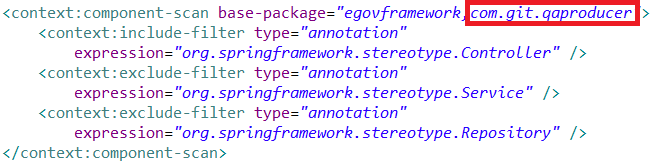 <context:component-scan base-package="egovframework,com.git.qaproducer">
<context:include-filter type="annotation"
expression="org.springframework.stereotype.Controller" />
<context:exclude-filter type="annotation"
expression="org.springframework.stereotype.Service" />
<context:exclude-filter type="annotation"
expression="org.springframework.stereotype.Repository" />
</context:component-scan>